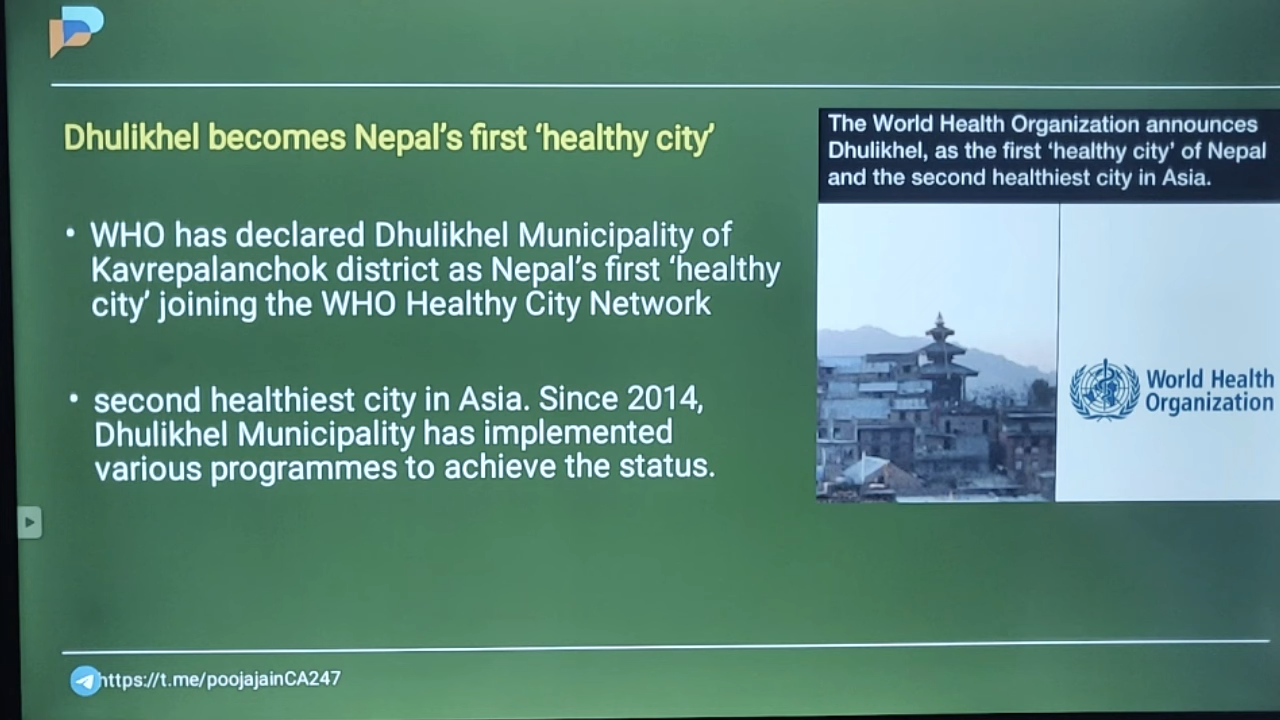 Dhulikhel becomes Nepal's first 'healthy city'
• WHO has declared Dhulikhel Municipality of
Kavrepalanchok district as Nepal's first 'healthy
city' joining the WHO Healthy City Network
• second healthiest city in Asia. Since 2014,
Dhulikhel Municipality has implemented
various programmes to achieve the status.
The World Health Organization announces
Dhulikhel, as the first 'healthy city' of Nepal
and the second healthiest city in Asia.
World Health
Organization
https://t.me/poojajainCA247